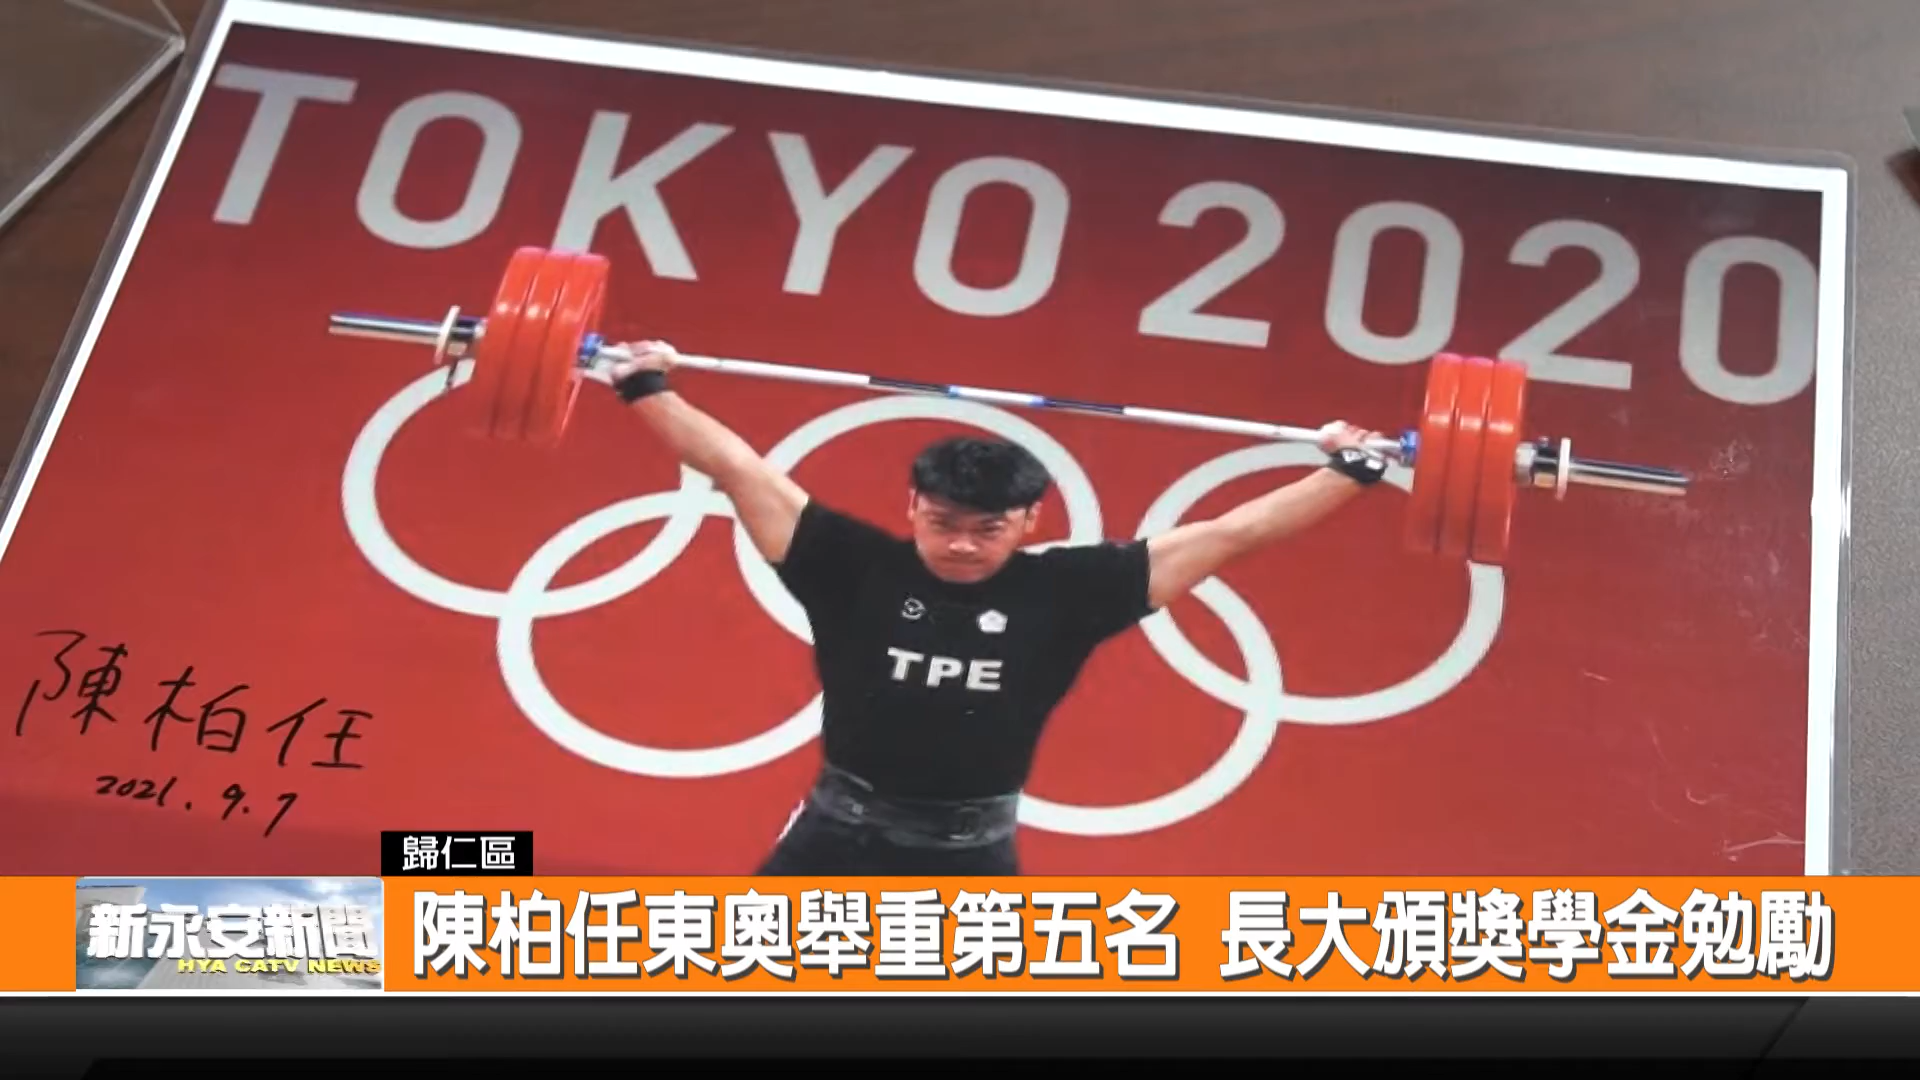 TOKYO 2020
TPE
陳柏任
2021.9.7
歸仁區
新永安新聞
HYA CATV NEWS
陳柏任東奧舉重第五名 長大頒獎學金勉勵